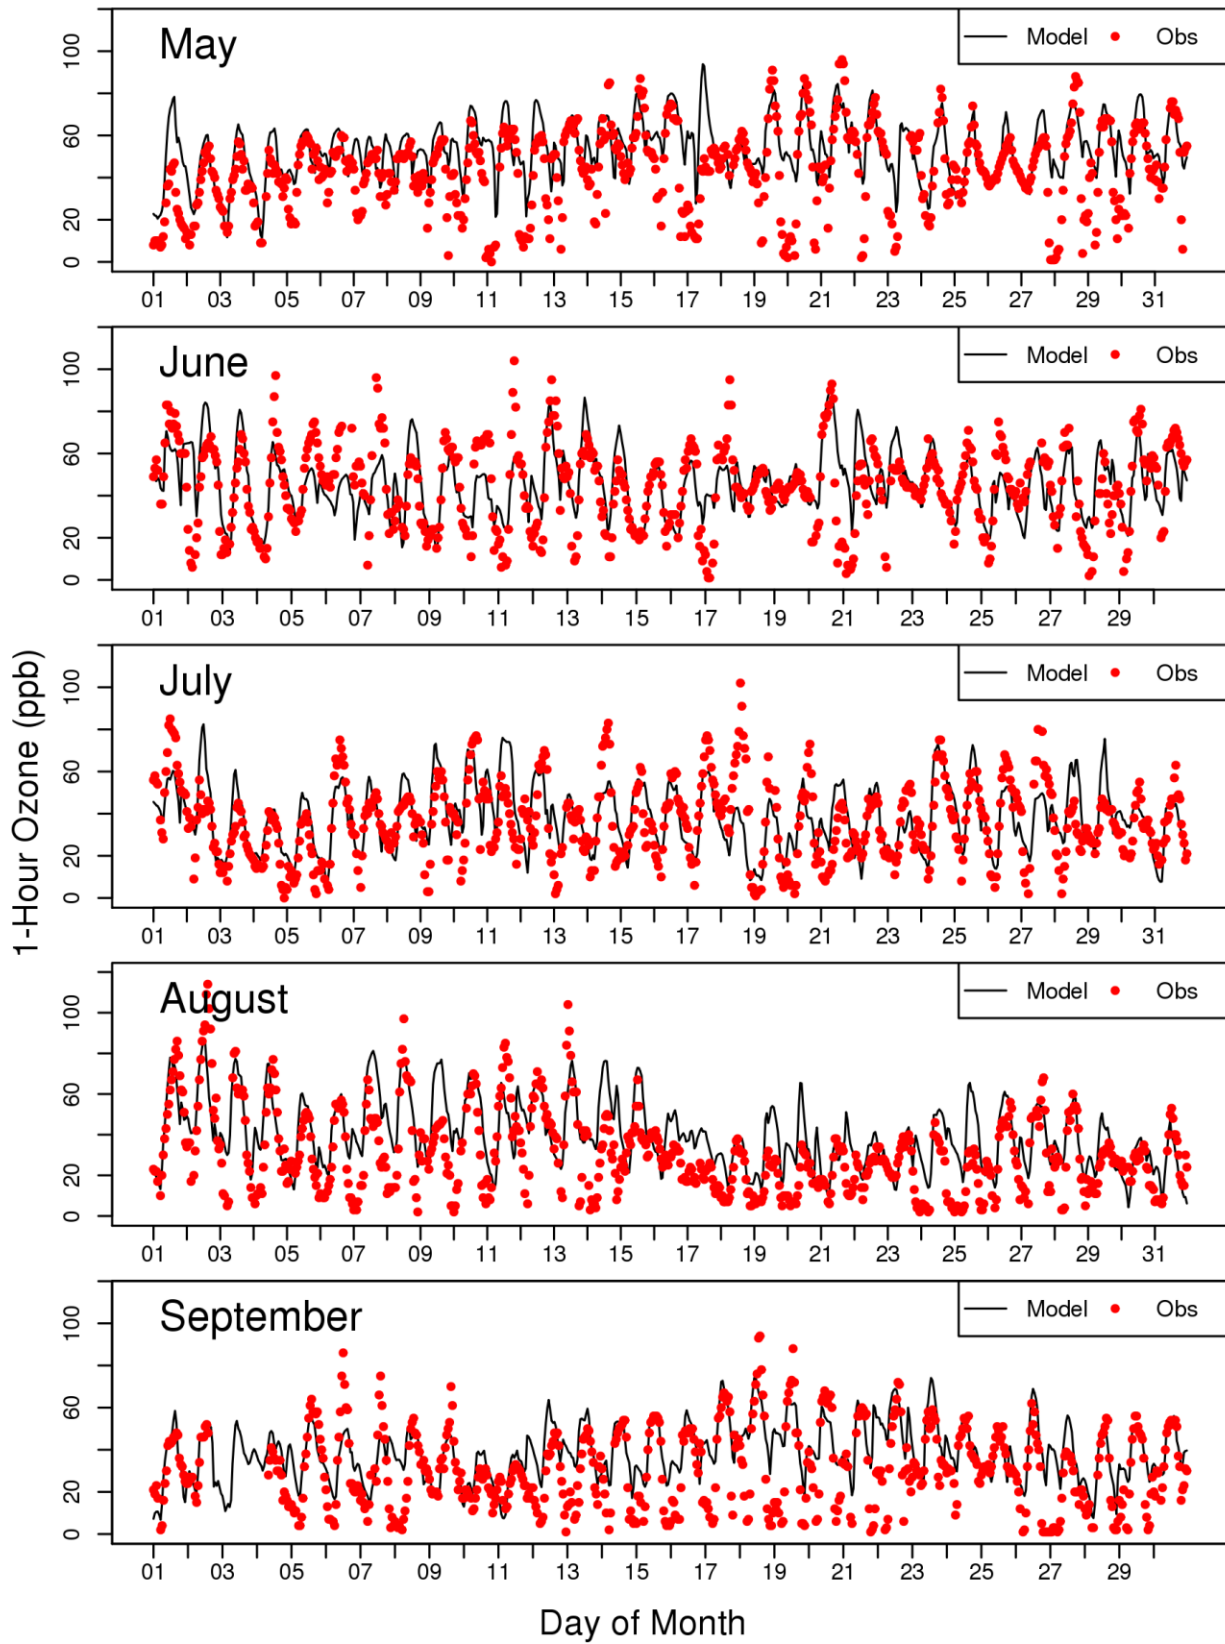 May
Model Obs
0 20 60 100
01 03 05 07 09 11 13 15 17 19 21 23 25 27 29 31
June
Model Obs
0 20 60 100
01 03 05 07 09 11 13 15 17 19 21 23 25 27 29
July
Model Obs
0 20 60 100
01 03 05 07 09 11 13 15 17 19 21 23 25 27 29 31
August
Model Obs
0 20 60 100
01 03 05 07 09 11 13 15 17 19 21 23 25 27 29 31
September
Model Obs
0 20 60 100
01 03 05 07 09 11 13 15 17 19 21 23 25 27 29
1-Hour Ozone (ppb)
Day of Month